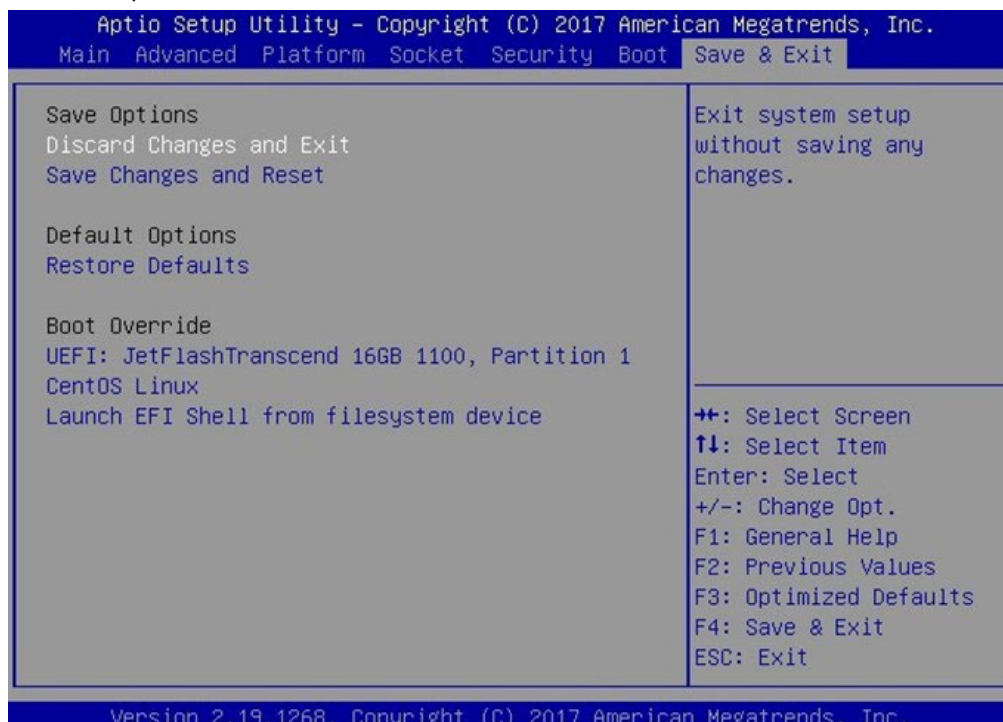 Aptio Setup Utility – Copyright (C) 2017 American Megatrends, Inc.
Main Advanced Platform Socket Security Boot Save & Exit
Save Options
Discard Changes and Exit
Save Changes and Reset
Default Options
Restore Defaults
Boot Override
UEFI: JetFlashTranscend 16GB 1100, Partition 1
CentOS Linux
Launch EFI Shell from filesystem device
Exit system setup
without saving any
changes.
→←: Select Screen
↑↓: Select Item
Enter: Select
+/-: Change Opt.
F1: General Help
F2: Previous Values
F3: Optimized Defaults
F4: Save & Exit
ESC: Exit
Version 2.19.1268. Copyright (C) 2017 American Megatrends, Inc.